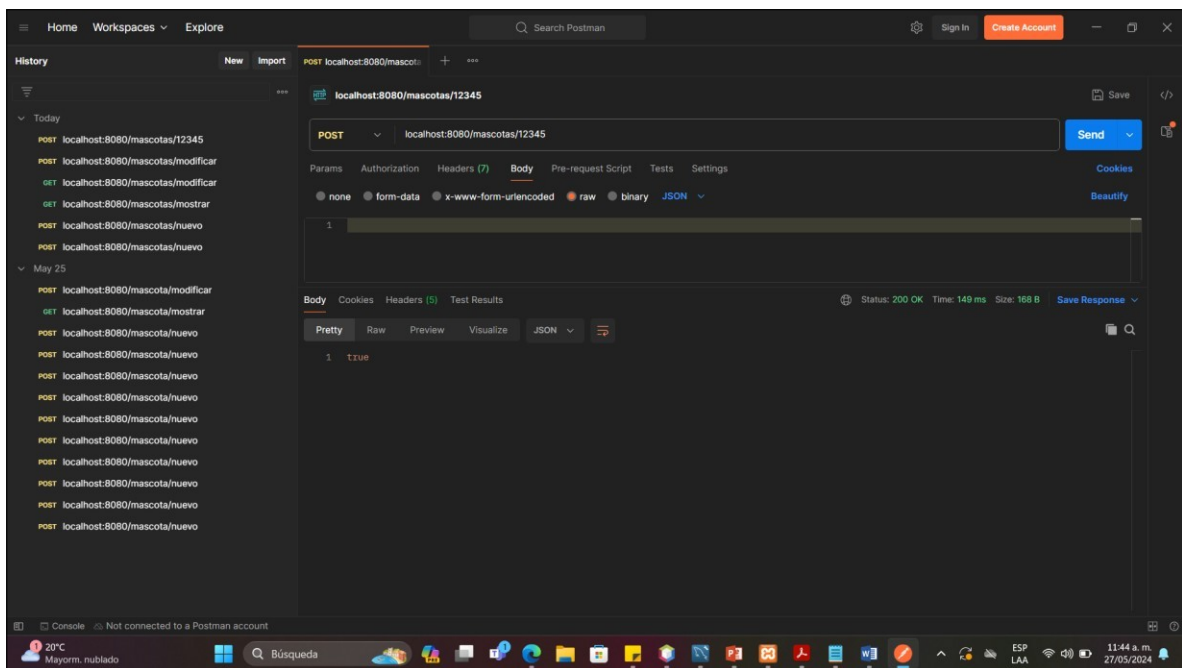 Home Workspaces Explore Search Postman Sign In Create Account
History New Import POST localhost:8080/mascota
HTTP localhost:8080/mascotas/12345 Save
Today
POST localhost:8080/mascotas/12345
POST localhost:8080/mascotas/modificar
GET localhost:8080/mascotas/modificar
GET localhost:8080/mascotas/mostrar
POST localhost:8080/mascotas/nuevo
POST localhost:8080/mascotas/nuevo
May 25
POST localhost:8080/mascota/modificar
GET localhost:8080/mascota/mostrar
POST localhost:8080/mascota/nuevo
POST localhost:8080/mascota/nuevo
POST localhost:8080/mascota/nuevo
POST localhost:8080/mascota/nuevo
POST localhost:8080/mascota/nuevo
POST localhost:8080/mascota/nuevo
POST localhost:8080/mascota/nuevo
POST localhost:8080/mascota/nuevo
POST localhost:8080/mascota/nuevo
POST localhost:8080/mascota/nuevo
POST localhost:8080/mascotas/12345 Send
Params Authorization Headers (7) Body Pre-request Script Tests Settings Cookies
none form-data x-www-form-urlencoded raw binary JSON Beautify
1
Body Cookies Headers (5) Test Results Status: 200 OK Time: 149 ms Size: 168 B Save Response
Pretty Raw Preview Visualize JSON
1 true
Console Not connected to a Postman account
1 20°C
Mayorm. nublado
Búsqueda
ESP
LAA
11:44 a. m.
27/05/2024